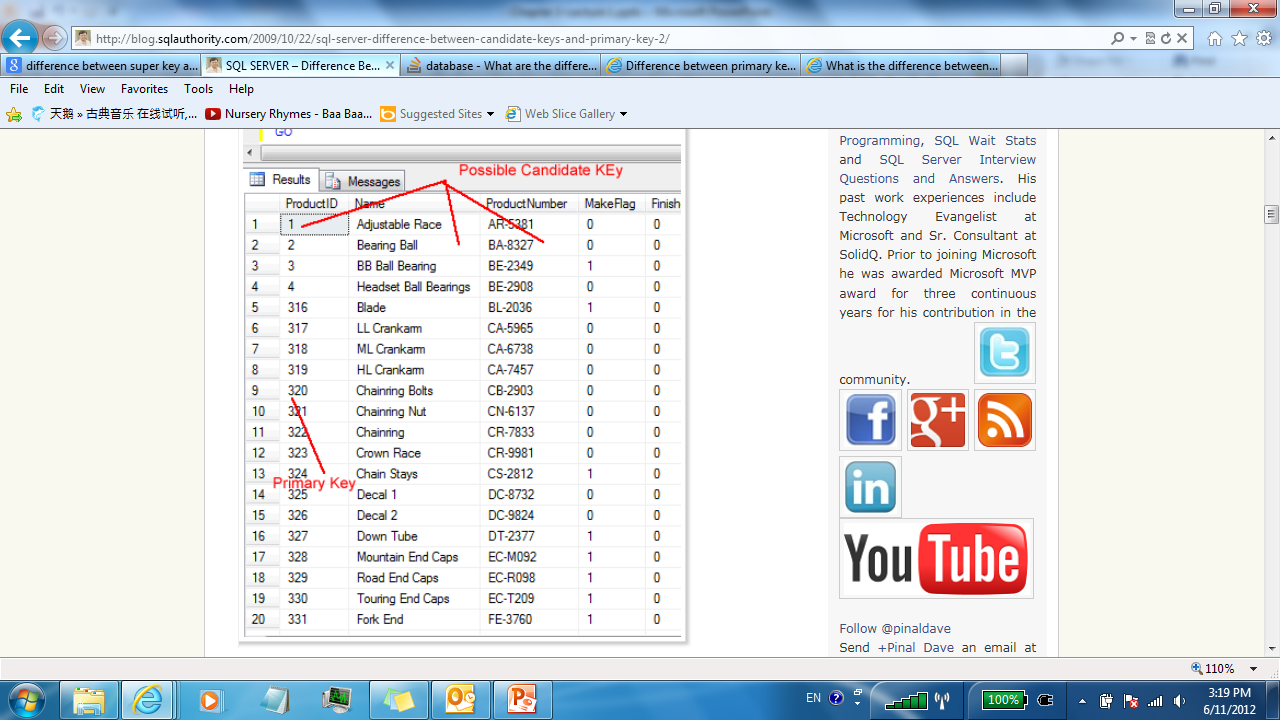 Chapter 3 Lecture 1.pptx - Microsoft PowerPoint
http://blog.sqlauthority.com/2009/10/22/sql-server-difference-between-candidate-keys-and-primary-key-2/
difference between super key a... SQL SERVER – Difference Be... database - What are the differe... Difference between primary ke... What is the difference between...
File Edit View Favorites Tools Help
天鹅 » 古典音乐 在线试听,... Nursery Rhymes - Baa Baa... Suggested Sites Web Slice Gallery
GO
Possible Candidate KEy
Results Messages
ProductID Name ProductNumber MakeFlag Finish
1 1 Adjustable Race AR-5381 0 0
2 2 Bearing Ball BA-8327 0 0
3 3 BB Ball Bearing BE-2349 1 0
4 4 Headset Ball Bearings BE-2908 0 0
5 316 Blade BL-2036 1 0
6 317 LL Crankarm CA-5965 0 0
7 318 ML Crankarm CA-6738 0 0
8 319 HL Crankarm CA-7457 0 0
9 320 Chainring Bolts CB-2903 0 0
10 321 Chainring Nut CN-6137 0 0
11 322 Chainring CR-7833 0 0
12 323 Crown Race CR-9981 0 0
13 324 Chain Stays CS-2812 1 0
Primary Key
14 325 Decal 1 DC-8732 0 0
15 326 Decal 2 DC-9824 0 0
16 327 Down Tube DT-2377 1 0
17 328 Mountain End Caps EC-M092 1 0
18 329 Road End Caps EC-R098 1 0
19 330 Touring End Caps EC-T209 1 0
20 331 Fork End FE-3760 1 0
Programming, SQL Wait Stats
and SQL Server Interview
Questions and Answers. His
past work experiences include
Technology Evangelist at
Microsoft and Sr. Consultant at
SolidQ. Prior to joining Microsoft
he was awarded Microsoft MVP
award for three continuous
years for his contribution in the
community.
t
f g+
in
You Tube
Follow @pinaldave
Send +Pinal Dave an email at
110%
EN
100%
3:19 PM
6/11/2012